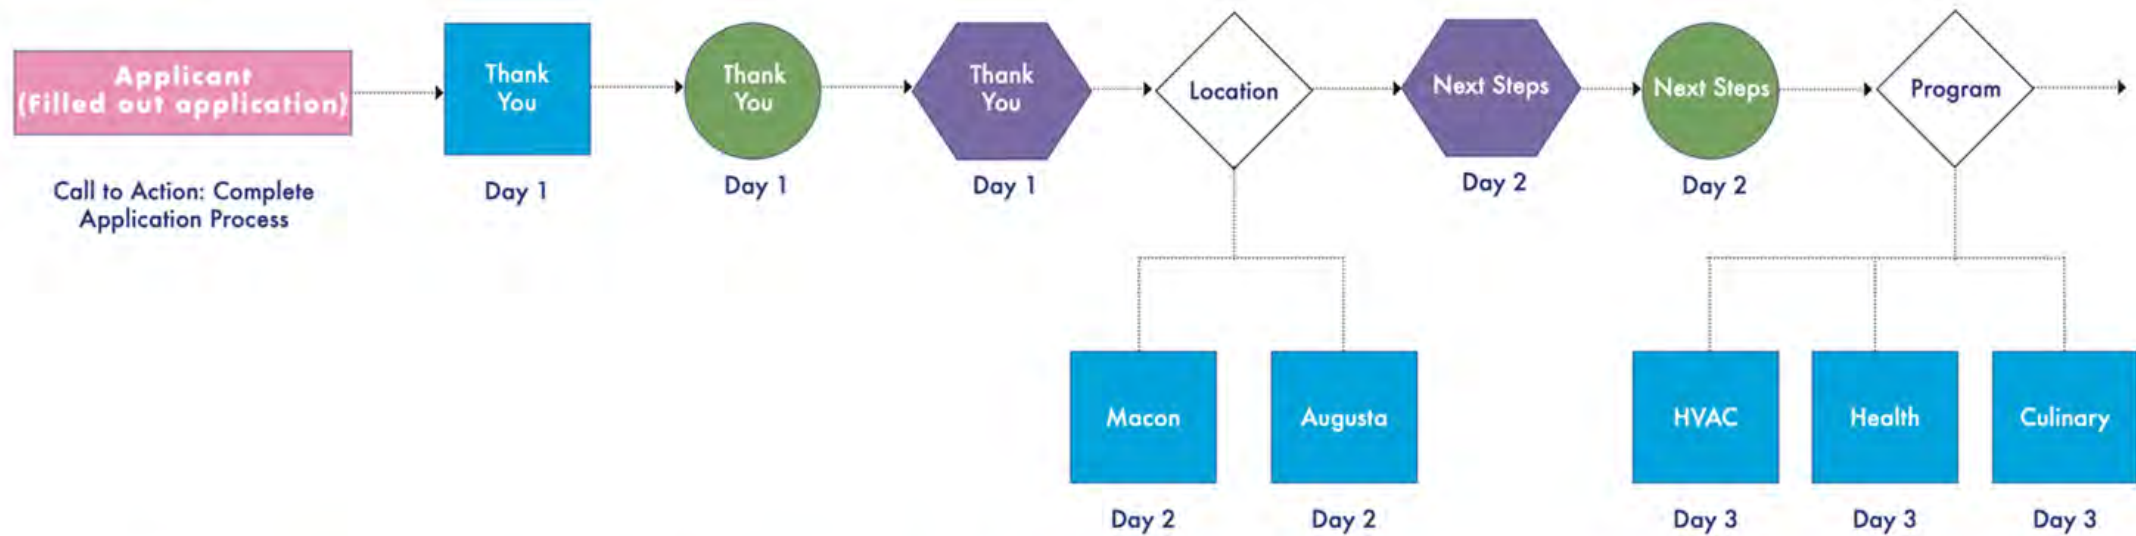 Applicant
(Filled out application)
Call to Action: Complete
Application Process
Thank
You
Day 1
Thank
You
Day 1
Thank
You
Day 1
Location
Next Steps
Day 2
Next Steps
Day 2
Program
Macon
Day 2
Augusta
Day 2
HVAC
Day 3
Health
Day 3
Culinary
Day 3